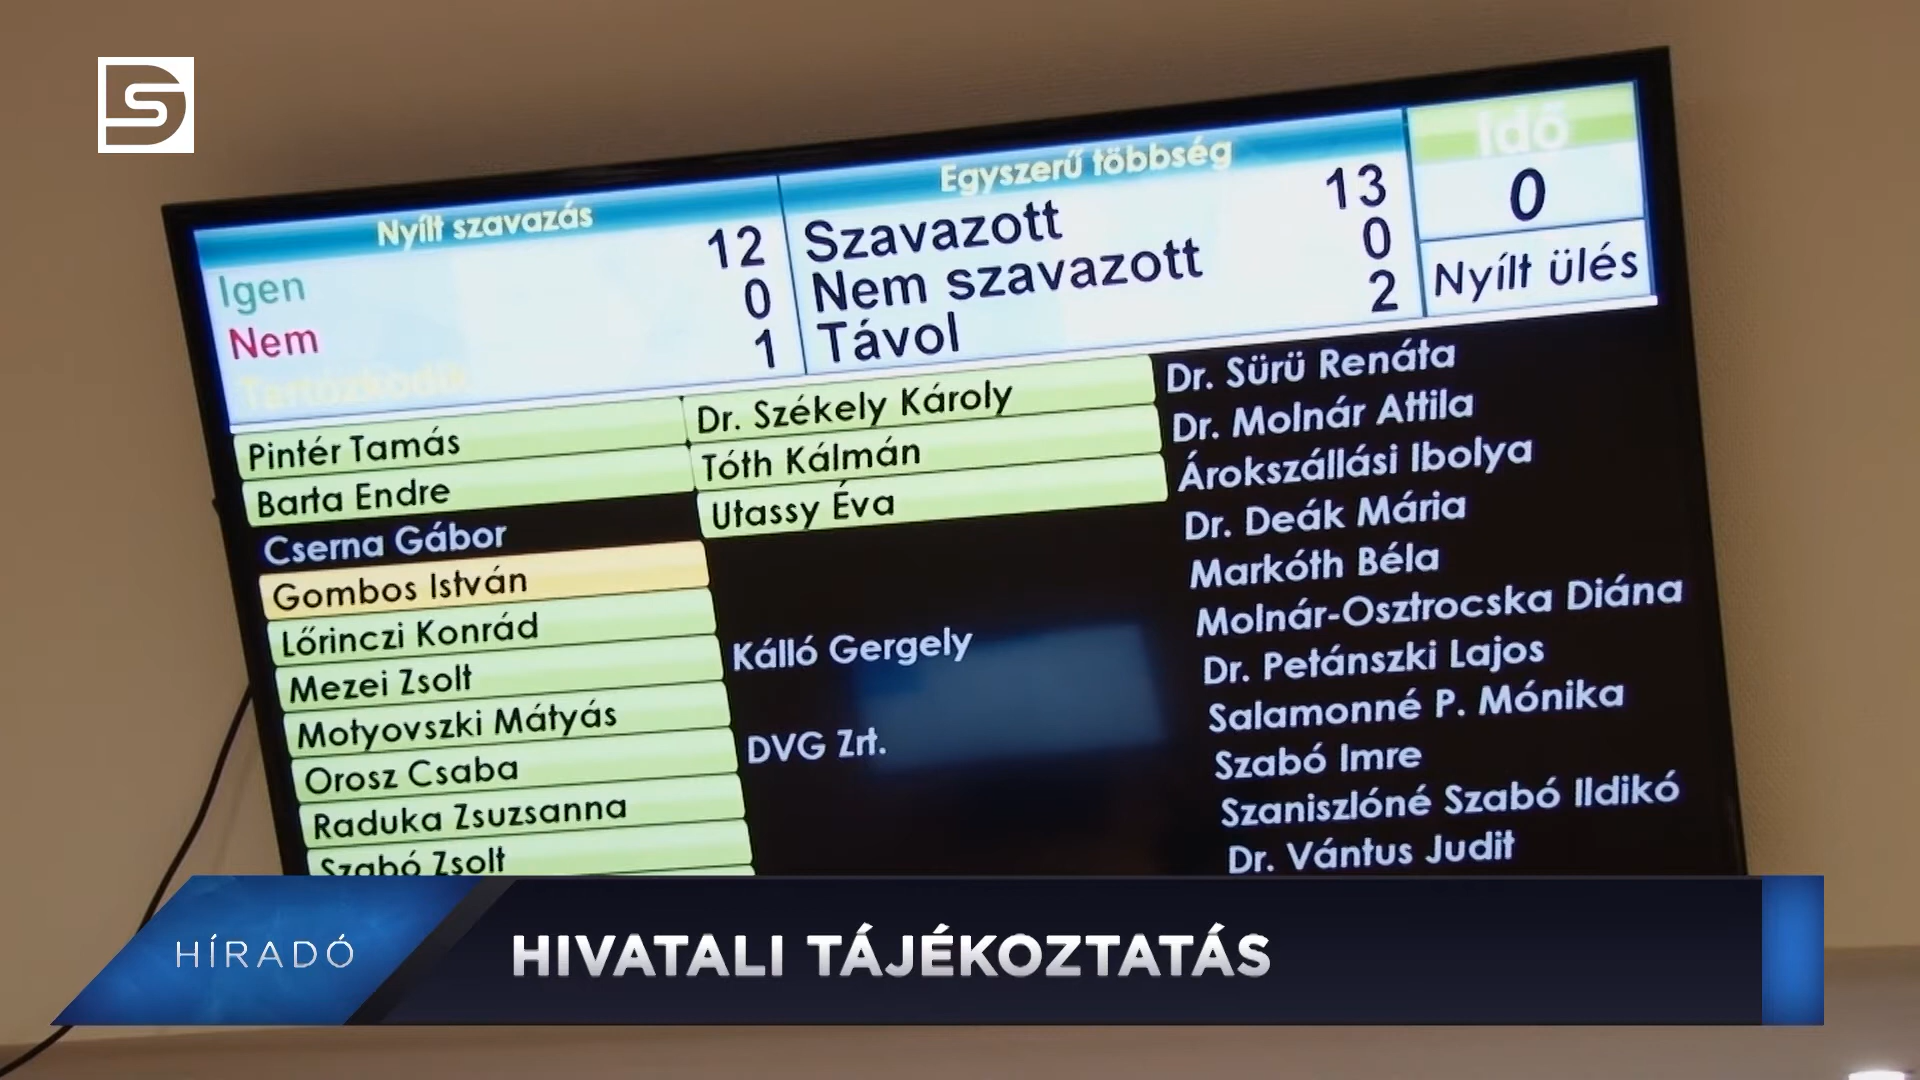 DS
Nyílt szavazás
Igen 12
Nem 0
Tartózkodik 1
Egyszerű többség
Szavazott 13
Nem szavazott 0
Távol 2
Idő
0
Nyílt ülés
Pintér Tamás
Barta Endre
Cserna Gábor
Gombos István
Lőrinczi Konrád
Mezei Zsolt
Motyovszki Mátyás
Orosz Csaba
Raduka Zsuzsanna
Szabó Zsolt
Dr. Székely Károly
Tóth Kálmán
Utassy Éva
Kálló Gergely
DVG Zrt.
Dr. Sürü Renáta
Dr. Molnár Attila
Árokszállási Ibolya
Dr. Deák Mária
Markóth Béla
Molnár-Osztrocska Diána
Dr. Petánszki Lajos
Salamonné P. Mónika
Szabó Imre
Szaniszlóné Szabó Ildikó
Dr. Vántus Judit
HÍRADÓ
HIVATALI TÁJÉKOZTATÁS